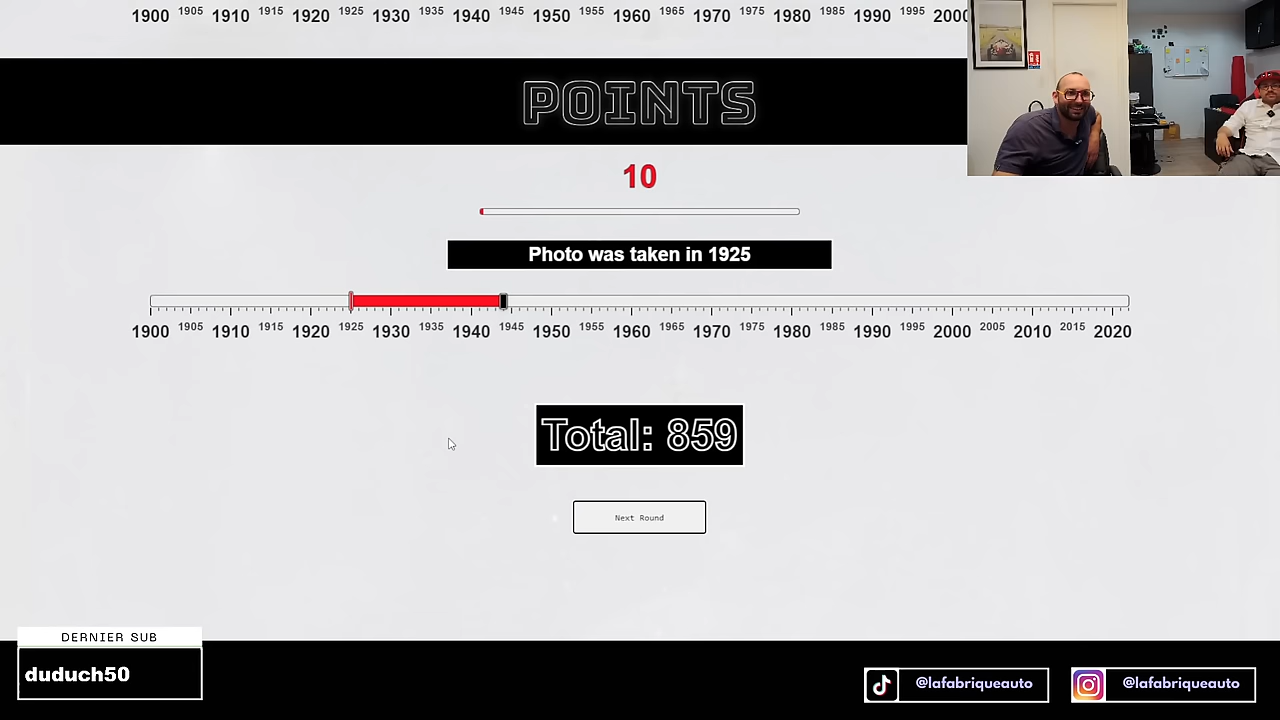 1900 1905 1910 1915 1920 1925 1930 1935 1940 1945 1950 1955 1960 1965 1970 1975 1980 1985 1990 1995 2000
POINTS
10
Photo was taken in 1925
1900 1905 1910 1915 1920 1925 1930 1935 1940 1945 1950 1955 1960 1965 1970 1975 1980 1985 1990 1995 2000 2005 2010 2015 2020
Total: 859
Next Round
DERNIER SUB
duduch50
@lafabriqueauto
@lafabriqueauto